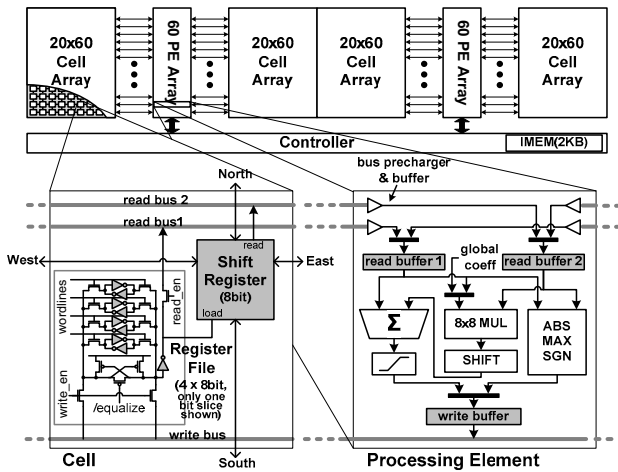 20x60
Cell
Array
60 PE Array
20x60
Cell
Array
20x60
Cell
Array
60 PE Array
20x60
Cell
Array
Controller
IMEM(2KB)
North
read bus 2
read bus1
West
East
read
Shift
Register
(8bit)
load
wordlines
read_en
Register
File
(4 x 8bit,
only one
bit slice
shown)
write_en
/equalize
write bus
Cell
South
bus precharger
& buffer
read buffer 1
global
coeff
read buffer 2
Σ
8x8 MUL
SHIFT
ABS
MAX
SGN
write buffer
Processing Element